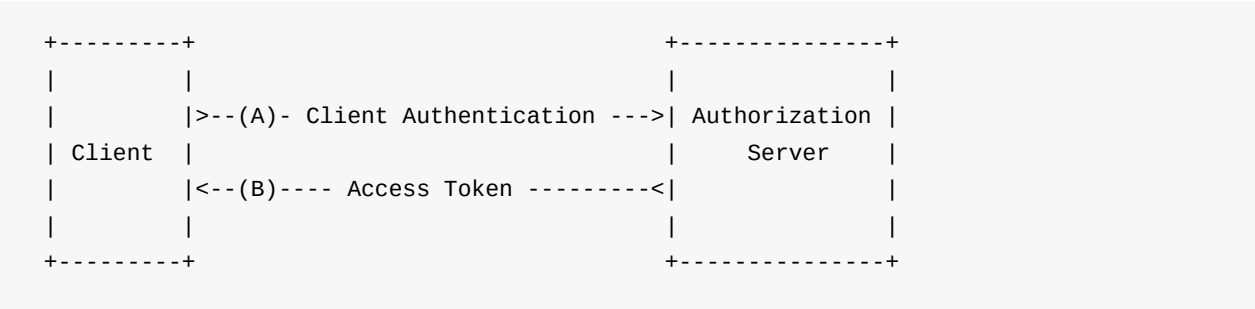 +---------+                                  +---------------+
|         |                                  |               |
|         |>--(A)- Client Authentication --->| Authorization |
| Client  |                                  |     Server    |
|         |<--(B)---- Access Token ---------<|               |
|         |                                  |               |
+---------+                                  +---------------+